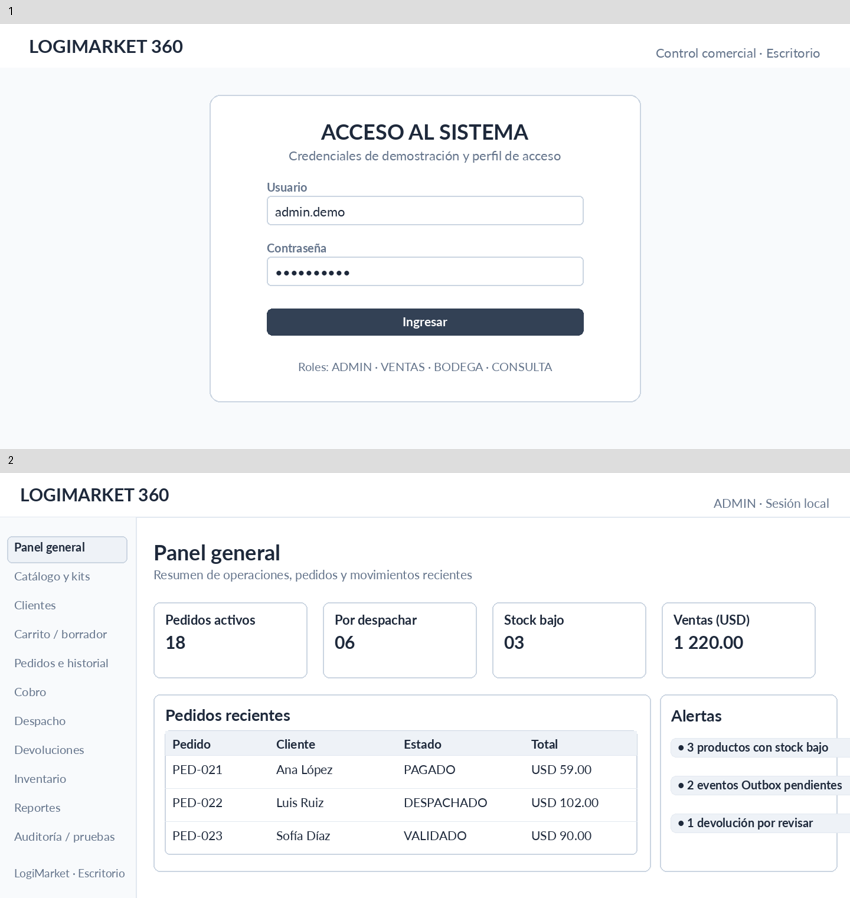 1
LOGIMARKET 360
Control comercial · Escritorio
ACCESO AL SISTEMA
Credenciales de demostración y perfil de acceso
Usuario
admin.demo
Contraseña
••••••••••
Ingresar
Roles: ADMIN · VENTAS · BODEGA · CONSULTA
2
LOGIMARKET 360
ADMIN · Sesión local
Panel general
Catálogo y kits
Clientes
Carrito / borrador
Pedidos e historial
Cobro
Despacho
Devoluciones
Inventario
Reportes
Auditoría / pruebas
LogiMarket · Escritorio
Panel general
Resumen de operaciones, pedidos y movimientos recientes
Pedidos activos
18
Por despachar
06
Stock bajo
03
Ventas (USD)
1 220.00
Pedidos recientes
Pedido Cliente Estado Total
PED-021 Ana López PAGADO USD 59.00
PED-022 Luis Ruiz DESPACHADO USD 102.00
PED-023 Sofía Díaz VALIDADO USD 90.00
Alertas
• 3 productos con stock bajo
• 2 eventos Outbox pendientes
• 1 devolución por revisar